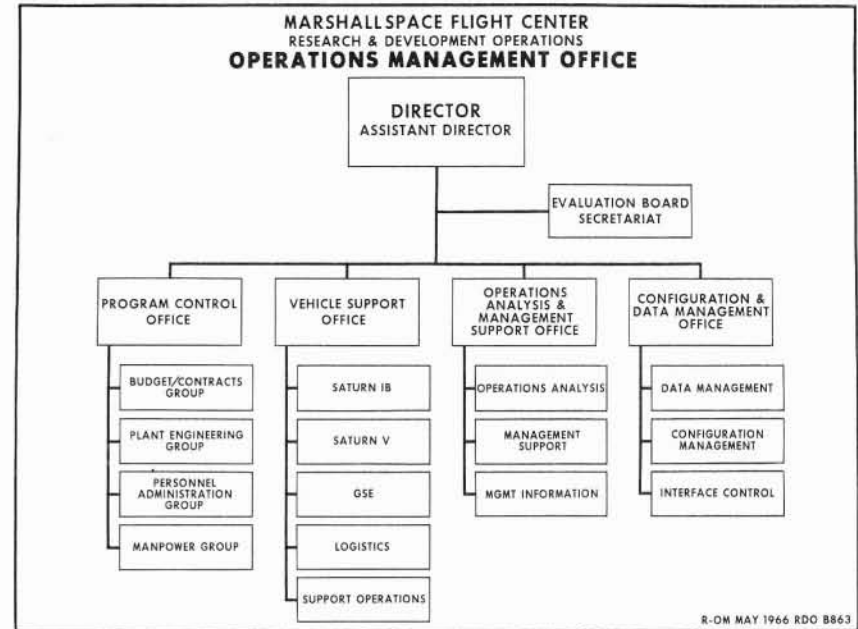 MARSHALL SPACE FLIGHT CENTER
RESEARCH & DEVELOPMENT OPERATIONS
OPERATIONS MANAGEMENT OFFICE
DIRECTOR
ASSISTANT DIRECTOR
EVALUATION BOARD
SECRETARIAT
PROGRAM CONTROL
OFFICE
BUDGET/CONTRACTS
GROUP
PLANT ENGINEERING
GROUP
PERSONNEL
ADMINISTRATION
GROUP
MANPOWER GROUP
VEHICLE SUPPORT
OFFICE
SATURN IB
SATURN V
GSE
LOGISTICS
SUPPORT OPERATIONS
OPERATIONS
ANALYSIS &
MANAGEMENT
SUPPORT OFFICE
OPERATIONS ANALYSIS
MANAGEMENT
SUPPORT
MGMT INFORMATION
CONFIGURATION &
DATA MANAGEMENT
OFFICE
DATA MANAGEMENT
CONFIGURATION
MANAGEMENT
INTERFACE CONTROL
R-OM MAY 1966 RDO B863